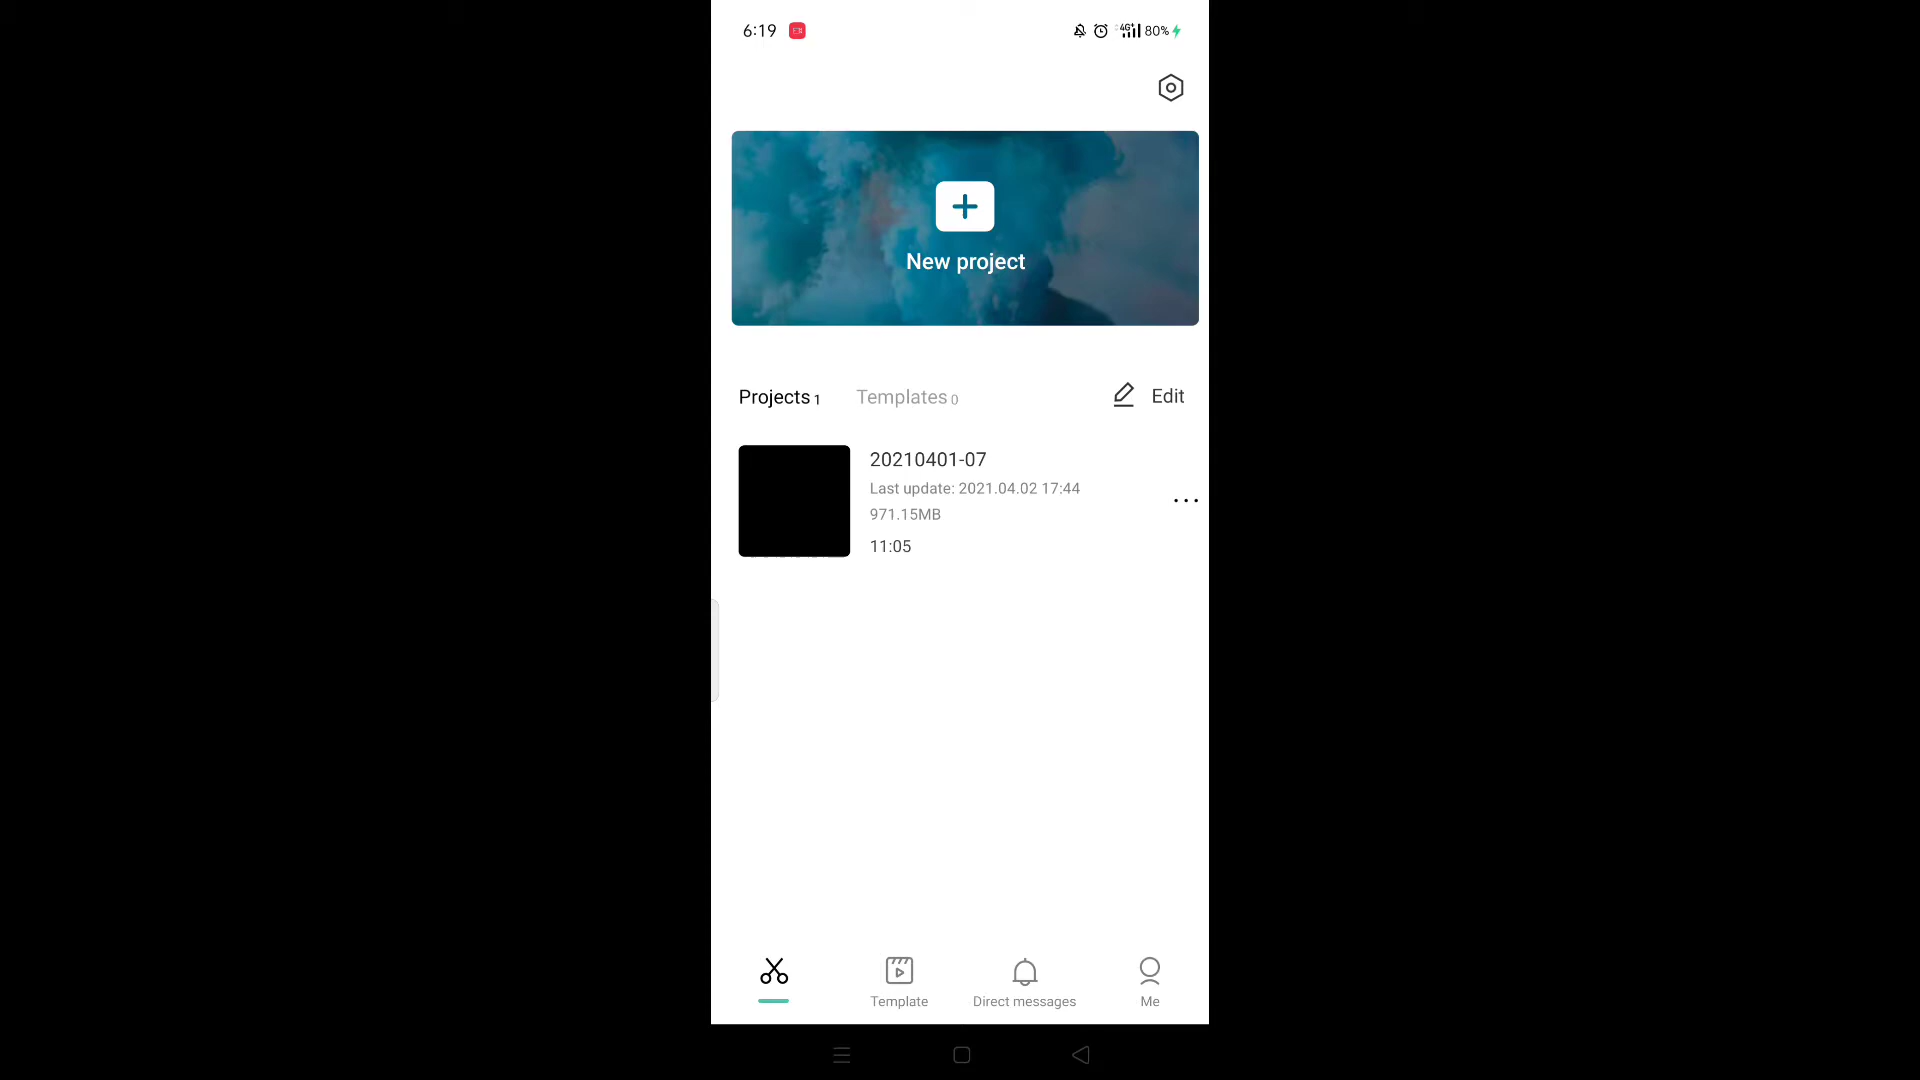 6:19
4G+ 80%
New project
Projects 1 Templates 0 Edit
20210401-07
Last update: 2021.04.02 17:44
971.15MB
11:05
Template Direct messages Me